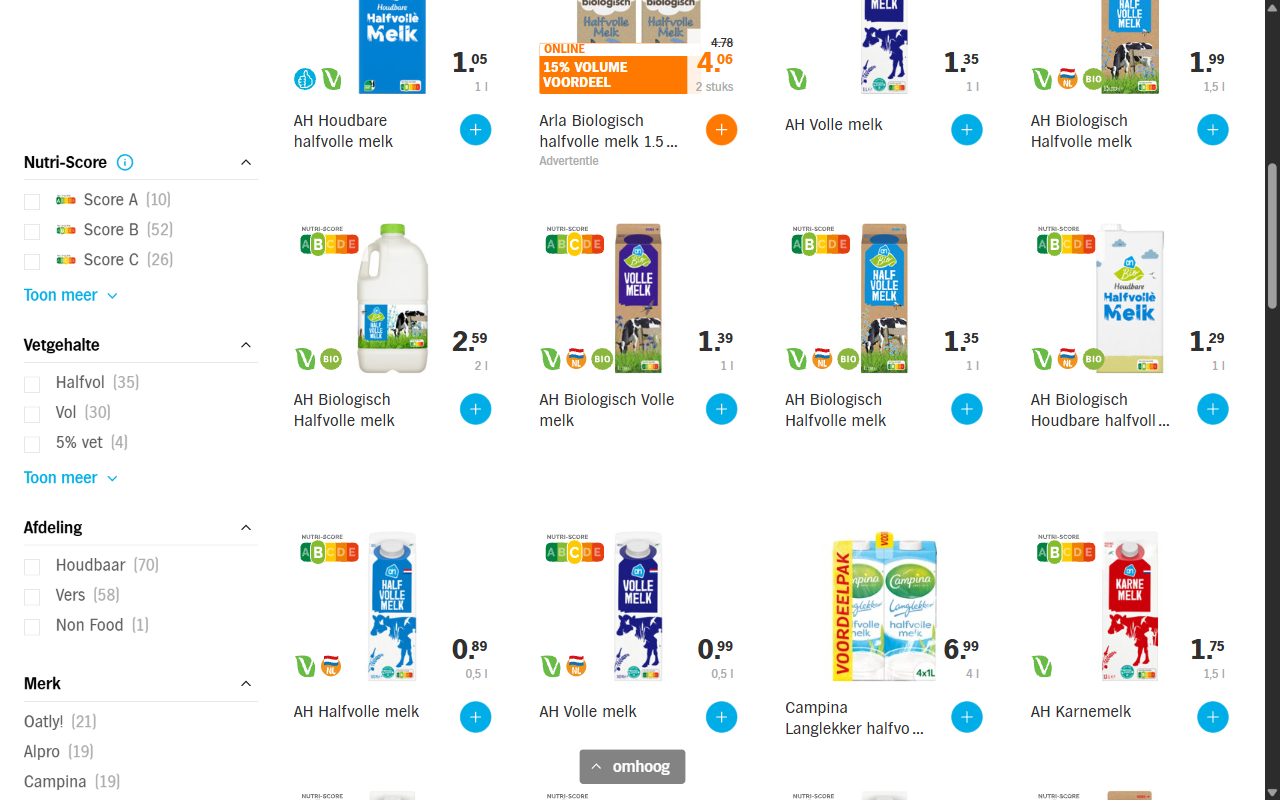 Halfvollè
Melk
1.05
1 l
AH Houdbare
halfvolle melk
biologisch
Halfvolle
Melk
Halfvolle
Melk
ONLINE
15% VOLUME
VOORDEEL
4.78
4.06
2 stuks
Arla Biologisch
halfvolle melk 1.5 ...
Advertentie
MELK
1.35
1 l
AH Volle melk
HALF
VOLLE
MELK
NL
BIO
1.99
1,5 l
AH Biologisch
Halfvolle melk
Nutri-Score
Score A (10)
Score B (52)
Score C (26)
Toon meer
Vetgehalte
Halfvol (35)
Vol (30)
5% vet (4)
Toon meer
Afdeling
Houdbaar (70)
Vers (58)
Non Food (1)
Merk
Oatly! (21)
Alpro (19)
Campina (19)
NUTRI-SCORE
A B C D E
Bio
HALF
VOLLE
MELK
BIO
2.59
2 l
AH Biologisch
Halfvolle melk
NUTRI-SCORE
A B C D E
Bio
VOLLE
MELK
NL
BIO
1.39
1 l
AH Biologisch Volle
melk
NUTRI-SCORE
A B C D E
Bio
HALF
VOLLE
MELK
NL
BIO
1.35
1 l
AH Biologisch
Halfvolle melk
NUTRI-SCORE
A B C D E
Bio
Houdbare
Halfvollè
Melk
NL
BIO
1.29
1 l
AH Biologisch
Houdbare halfvoll ...
NUTRI-SCORE
A B C D E
HALF
VOLLE
MELK
NL
0.89
0,5 l
AH Halfvolle melk
NUTRI-SCORE
A B C D E
VOLLE
MELK
NL
0.99
0,5 l
AH Volle melk
VOORDEELPAK
Campina
Langlekker
halfvolle
melk
4x1L
6.99
4 l
Campina
Langlekker halfvo ...
NUTRI-SCORE
A B C D E
KARNE
MELK
1.75
1,5 l
AH Karnemelk
omhoog
NUTRI-SCORE
NUTRI-SCORE
NUTRI-SCORE
NUTRI-SCORE